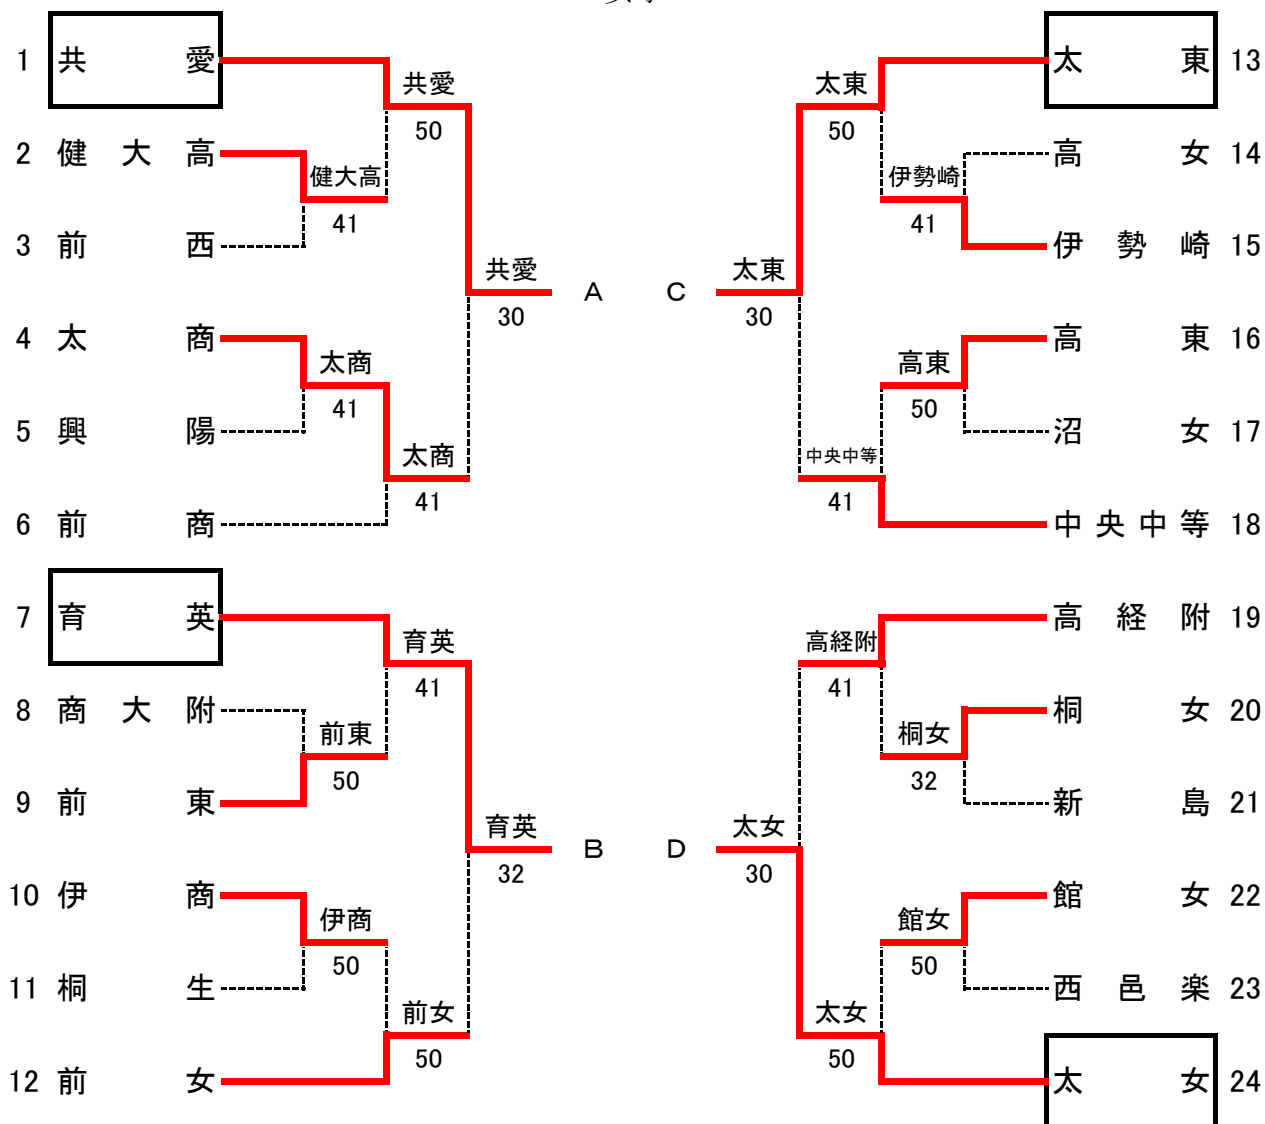 1 共愛 共愛 太東 太東 13
50 50
2 健大高 健大高 伊勢崎 高女 14
41 41
3 前西 伊勢崎 15
共愛 A C 太東
30 30
4 太商 太商 高東 高東 16
41 50
5 興陽 沼女 17
太商 中央中等
41 41
6 前商 中央中等 18
7 育英 育英 高経附 高経附 19
41 41
8 商大附 前東 桐女 桐女 20
50 32
9 前東 新島 21
育英 B D 太女
32 30
10 伊商 伊商 館女 館女 22
50 50
11 桐生 西邑楽 23
前女 太女
50 50
12 前女 太女 24